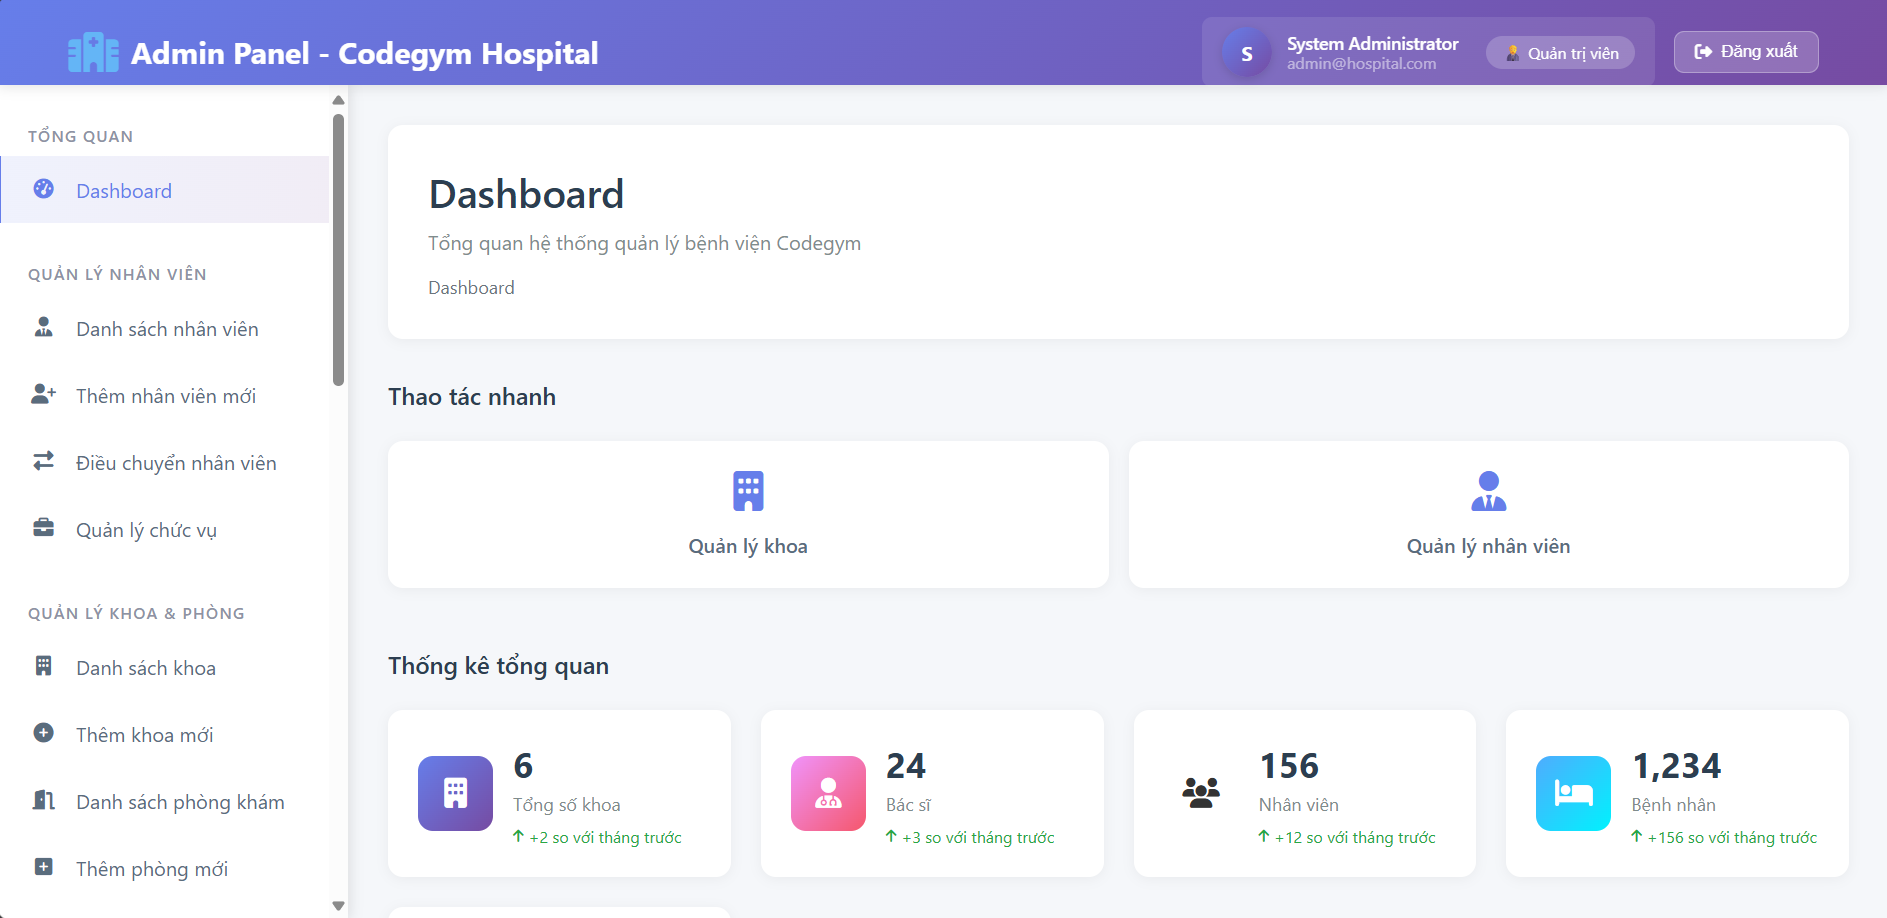 Admin Panel - Codegym Hospital
S
System Administrator
admin@hospital.com
Quản trị viên
Đăng xuất
TỔNG QUAN
Dashboard
QUẢN LÝ NHÂN VIÊN
Danh sách nhân viên
Thêm nhân viên mới
Điều chuyển nhân viên
Quản lý chức vụ
QUẢN LÝ KHOA & PHÒNG
Danh sách khoa
Thêm khoa mới
Danh sách phòng khám
Thêm phòng mới
Dashboard
Tổng quan hệ thống quản lý bệnh viện Codegym
Dashboard
Thao tác nhanh
Quản lý khoa
Quản lý nhân viên
Thống kê tổng quan
6
Tổng số khoa
+2 so với tháng trước
24
Bác sĩ
+3 so với tháng trước
156
Nhân viên
+12 so với tháng trước
1,234
Bệnh nhân
+156 so với tháng trước